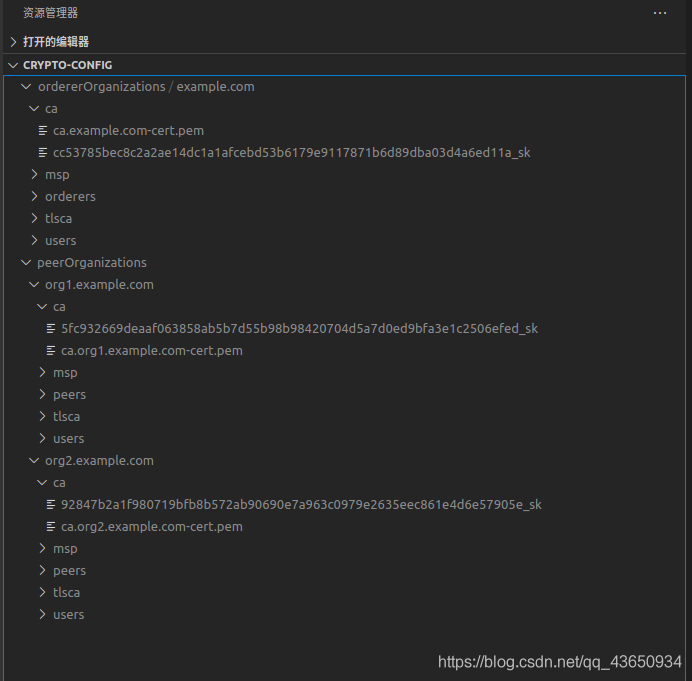 资源管理器
打开的编辑器
CRYPTO-CONFIG
ordererOrganizations / example.com
ca
ca.example.com-cert.pem
cc53785bec8c2a2ae14dc1a1afcebd53b6179e9117871b6d89dba03d4a6ed11a_sk
msp
orderers
tlsca
users
peerOrganizations
org1.example.com
ca
5fc932669deaaf063858ab5b7d55b98b98420704d5a7d0ed9bfa3e1c2506efed_sk
ca.org1.example.com-cert.pem
msp
peers
tlsca
users
org2.example.com
ca
92847b2a1f980719bfb8b572ab90690e7a963c0979e2635eec861e4d6e57905e_sk
ca.org2.example.com-cert.pem
msp
peers
tlsca
users
https://blog.csdn.net/qq_43650934